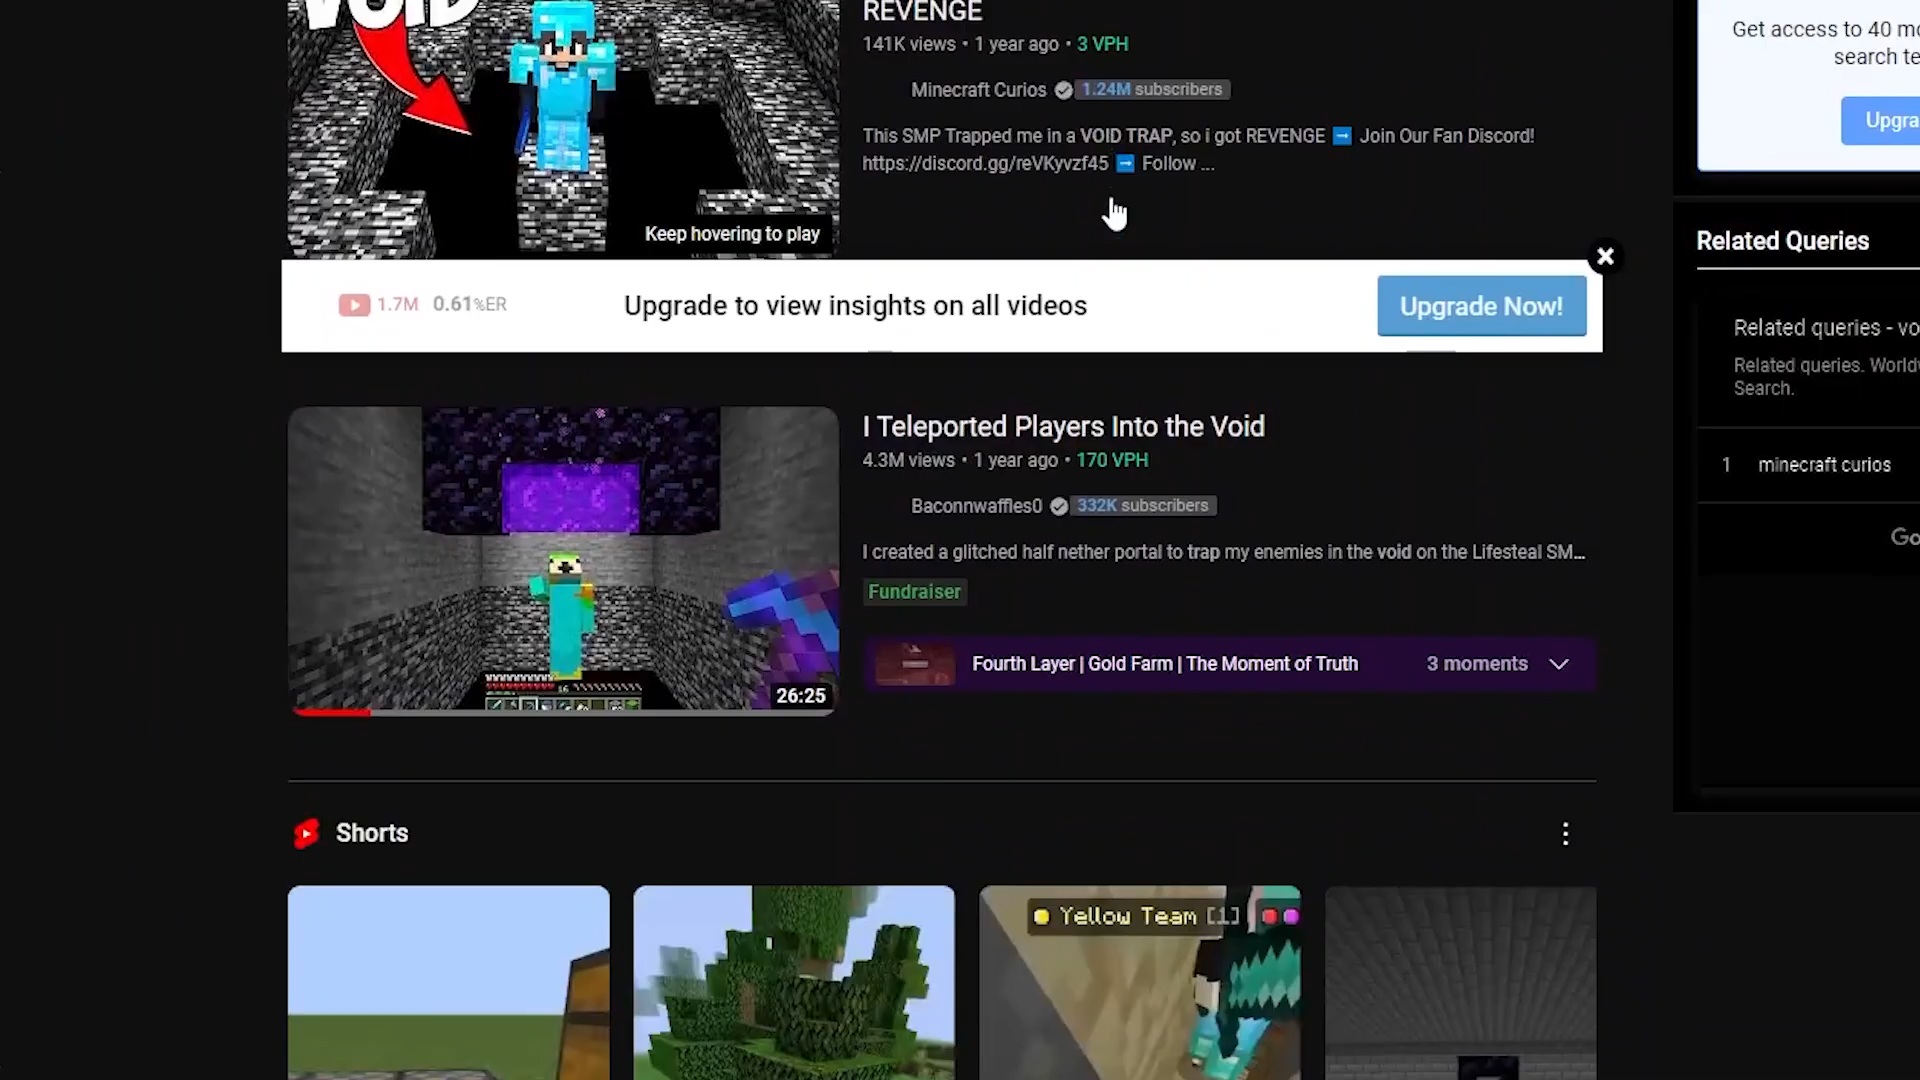 VOID
REVENGE
141K views • 1 year ago • 3 VPH
Minecraft Curios 1.24M subscribers
This SMP Trapped me in a VOID TRAP, so i got REVENGE ➡ Join Our Fan Discord!
https://discord.gg/reVKyvzf45 ➡ Follow ...
Keep hovering to play
1.7M 0.61%ER
Upgrade to view insights on all videos
Upgrade Now!
I Teleported Players Into the Void
4.3M views • 1 year ago • 170 VPH
Baconnwaffles0 332K subscribers
I created a glitched half nether portal to trap my enemies in the void on the Lifesteal SM...
Fundraiser
Fourth Layer | Gold Farm | The Moment of Truth
3 moments
16
26:25
Shorts
Yellow Team [1]
Get access to 40 mo
search te
Upgra
Related Queries
Related queries - vo
Related queries. Worldw
Search.
1 minecraft curios
Goo